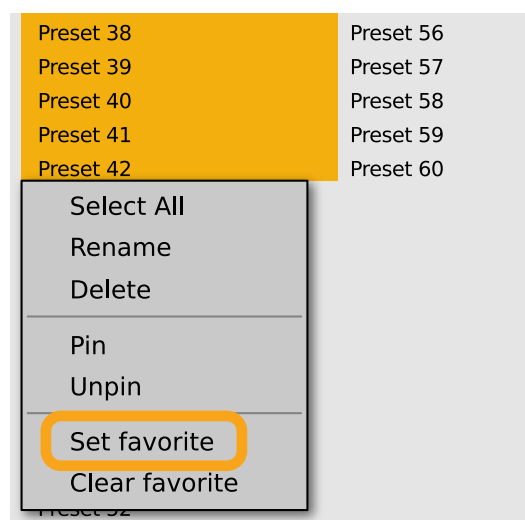 Preset 38
Preset 39
Preset 40
Preset 41
Preset 42
Select All
Rename
Delete
Pin
Unpin
Set favorite
Clear favorite
Preset 56
Preset 57
Preset 58
Preset 59
Preset 60